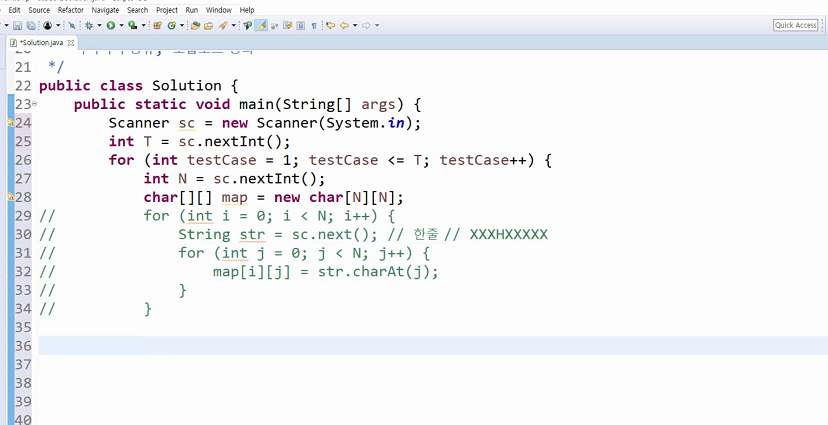 Edit Source Refactor Navigate Search Project Run Window Help
Quick Access
*Solution.java
21 */
22 public class Solution {
23 public static void main(String[] args) {
24 Scanner sc = new Scanner(System.in);
25 int T = sc.nextInt();
26 for (int testCase = 1; testCase <= T; testCase++) {
27 int N = sc.nextInt();
28 char[][] map = new char[N][N];
29 // for (int i = 0; i < N; i++) {
30 // String str = sc.next(); // 한줄 // XXXHXXXXX
31 // for (int j = 0; j < N; j++) {
32 // map[i][j] = str.charAt(j);
33 // }
34 // }
35
36
37
38
39
40